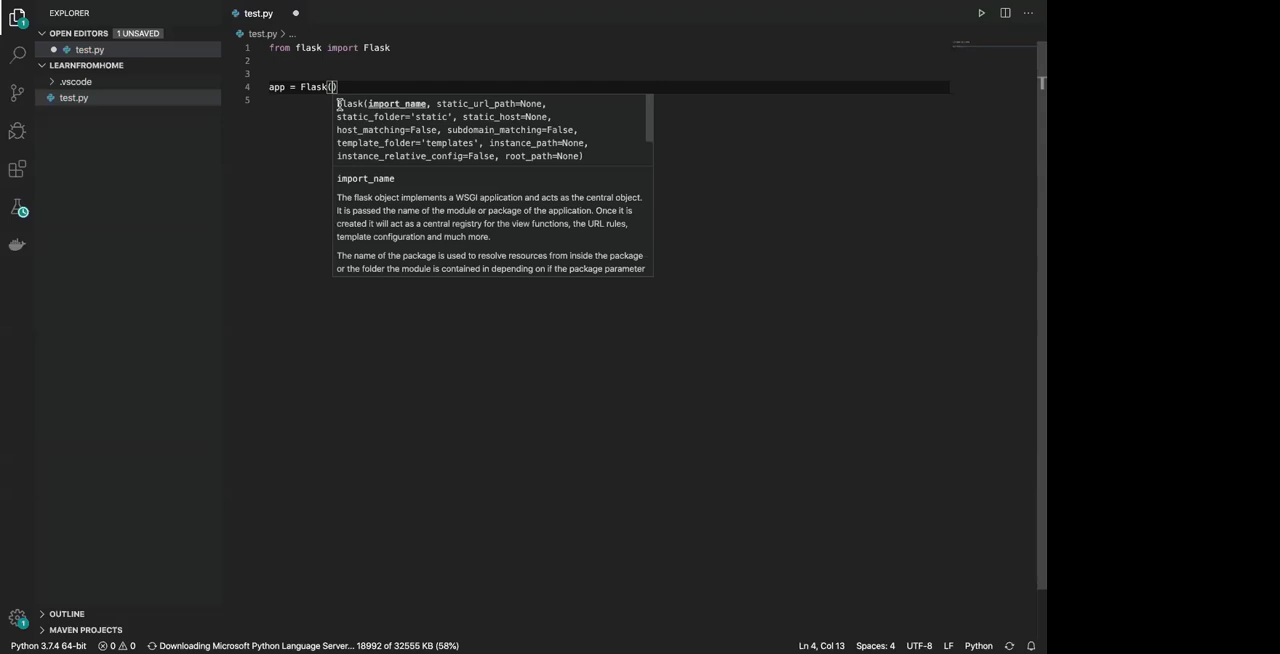 EXPLORER
OPEN EDITORS 1 UNSAVED
test.py
LEARNFROMHOME
.vscode
test.py
test.py
test.py > ...
1 from flask import Flask
2
3
4 app = Flask()
5
Flask(import_name, static_url_path=None,
static_folder='static', static_host=None,
host_matching=False, subdomain_matching=False,
template_folder='templates', instance_path=None,
instance_relative_config=False, root_path=None)
import_name
The flask object implements a WSGI application and acts as the central object.
It is passed the name of the module or package of the application. Once it is
created it will act as a central registry for the view functions, the URL rules,
template configuration and much more.
The name of the package is used to resolve resources from inside the package
or the folder the module is contained in depending on if the package parameter
1
1
OUTLINE
MAVEN PROJECTS
Python 3.7.4 64-bit 0 0 Downloading Microsoft Python Language Server... 18992 of 32555 KB (58%) Ln 4, Col 13 Spaces: 4 UTF-8 LF Python